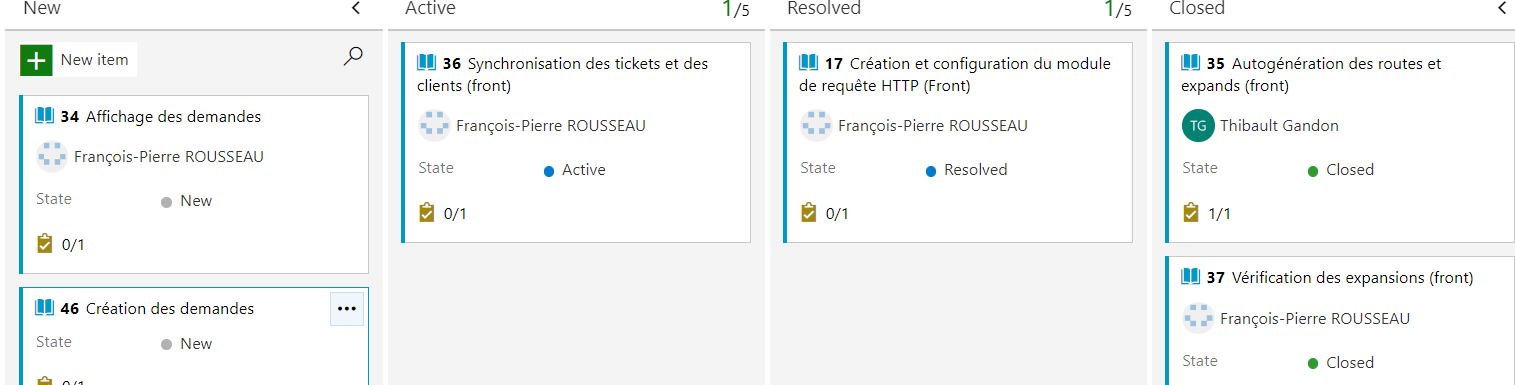 New
New item
34 Affichage des demandes
François-Pierre ROUSSEAU
State New
0/1
46 Création des demandes
State New
0/1
Active 1/5
36 Synchronisation des tickets et des
clients (front)
François-Pierre ROUSSEAU
State Active
0/1
Resolved 1/5
17 Création et configuration du module
de requête HTTP (Front)
François-Pierre ROUSSEAU
State Resolved
0/1
Closed
35 Autogénération des routes et
expands (front)
TG Thibault Gandon
State Closed
1/1
37 Vérification des expansions (front)
François-Pierre ROUSSEAU
State Closed